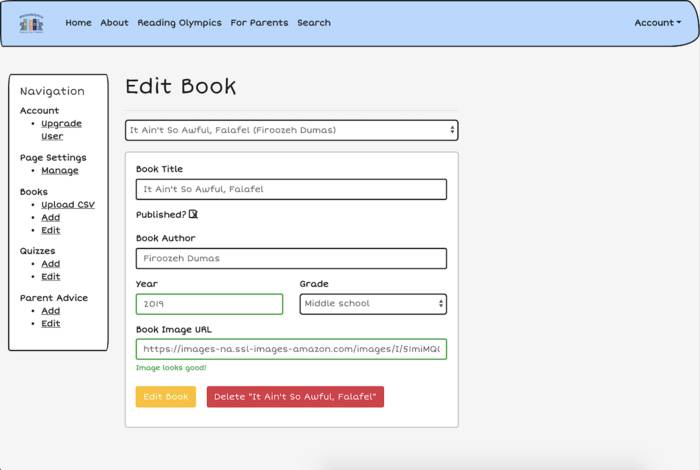 Home About Reading Olympics For Parents Search Account
Navigation
Account
Upgrade
User
Page Settings
Manage
Books
Upload CSV
Add
Edit
Quizzes
Add
Edit
Parent Advice
Add
Edit
Edit Book
It Ain't So Awful, Falafel (Firoozeh Dumas)
Book Title
It Ain't So Awful, Falafel
Published?
Book Author
Firoozeh Dumas
Year Grade
2019 Middle school
Book Image URL
https://images-na.ssl-images-amazon.com/images/I/51miMQ
Image looks good!
Edit Book Delete "It Ain't So Awful, Falafel"